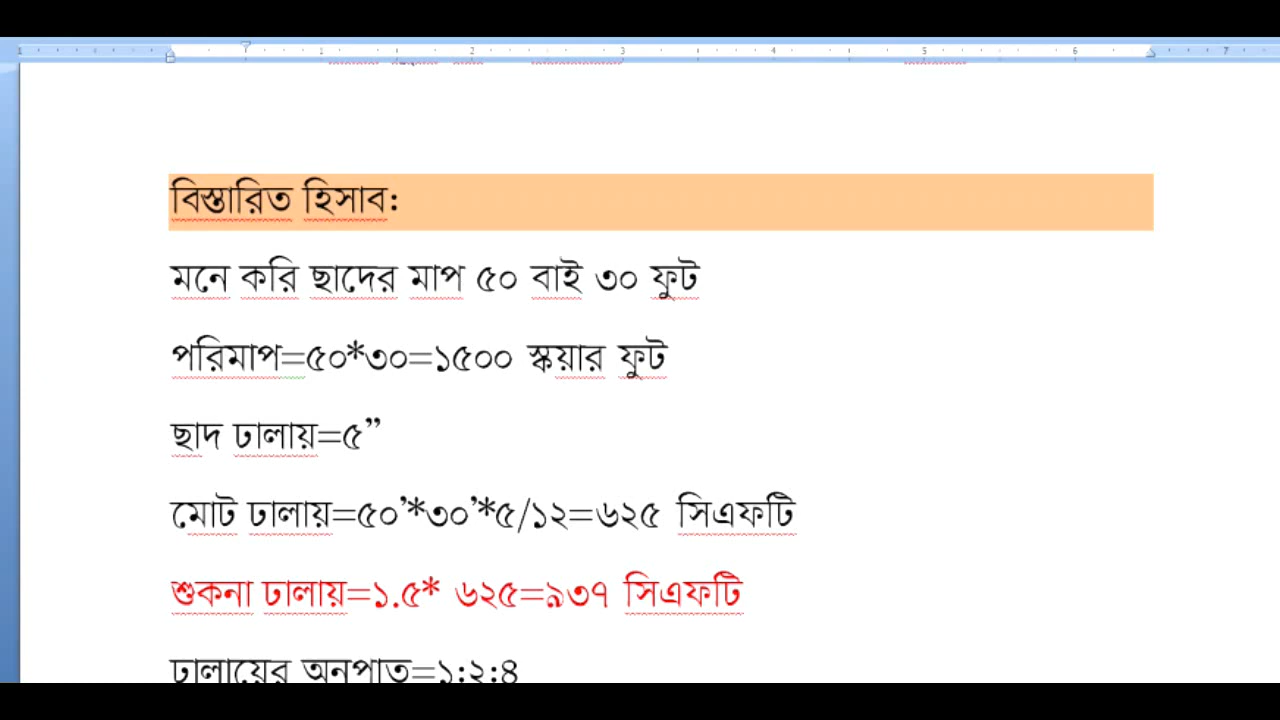 বিস্তারিত হিসাব:
মনে করি ছাদের মাপ ৫০ বাই ৩০ ফুট
পরিমাপ=৫০*৩০=১৫০০ স্কয়ার ফুট
ছাদ ঢালায়=৫”
মোট ঢালায়=৫০’*৩০’*৫/১২=৬২৫ সিএফটি
শুকনা ঢালায়=১.৫* ৬২৫=৯৩৭ সিএফটি
ঢালায়ের অনুপাত=১:২:৪